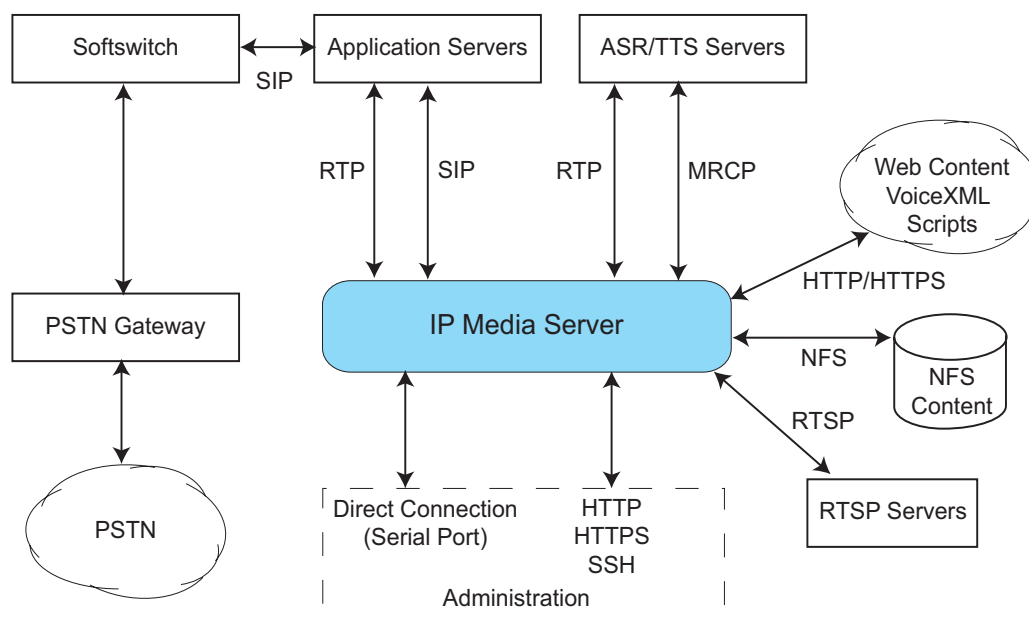 Softswitch
SIP
Application Servers
ASR/TTS Servers
RTP
SIP
RTP
MRCP
Web Content
VoiceXML
Scripts
HTTP/HTTPS
PSTN Gateway
IP Media Server
NFS
NFS
Content
RTSP
RTSP Servers
PSTN
Direct Connection
(Serial Port)
HTTP
HTTPS
SSH
Administration